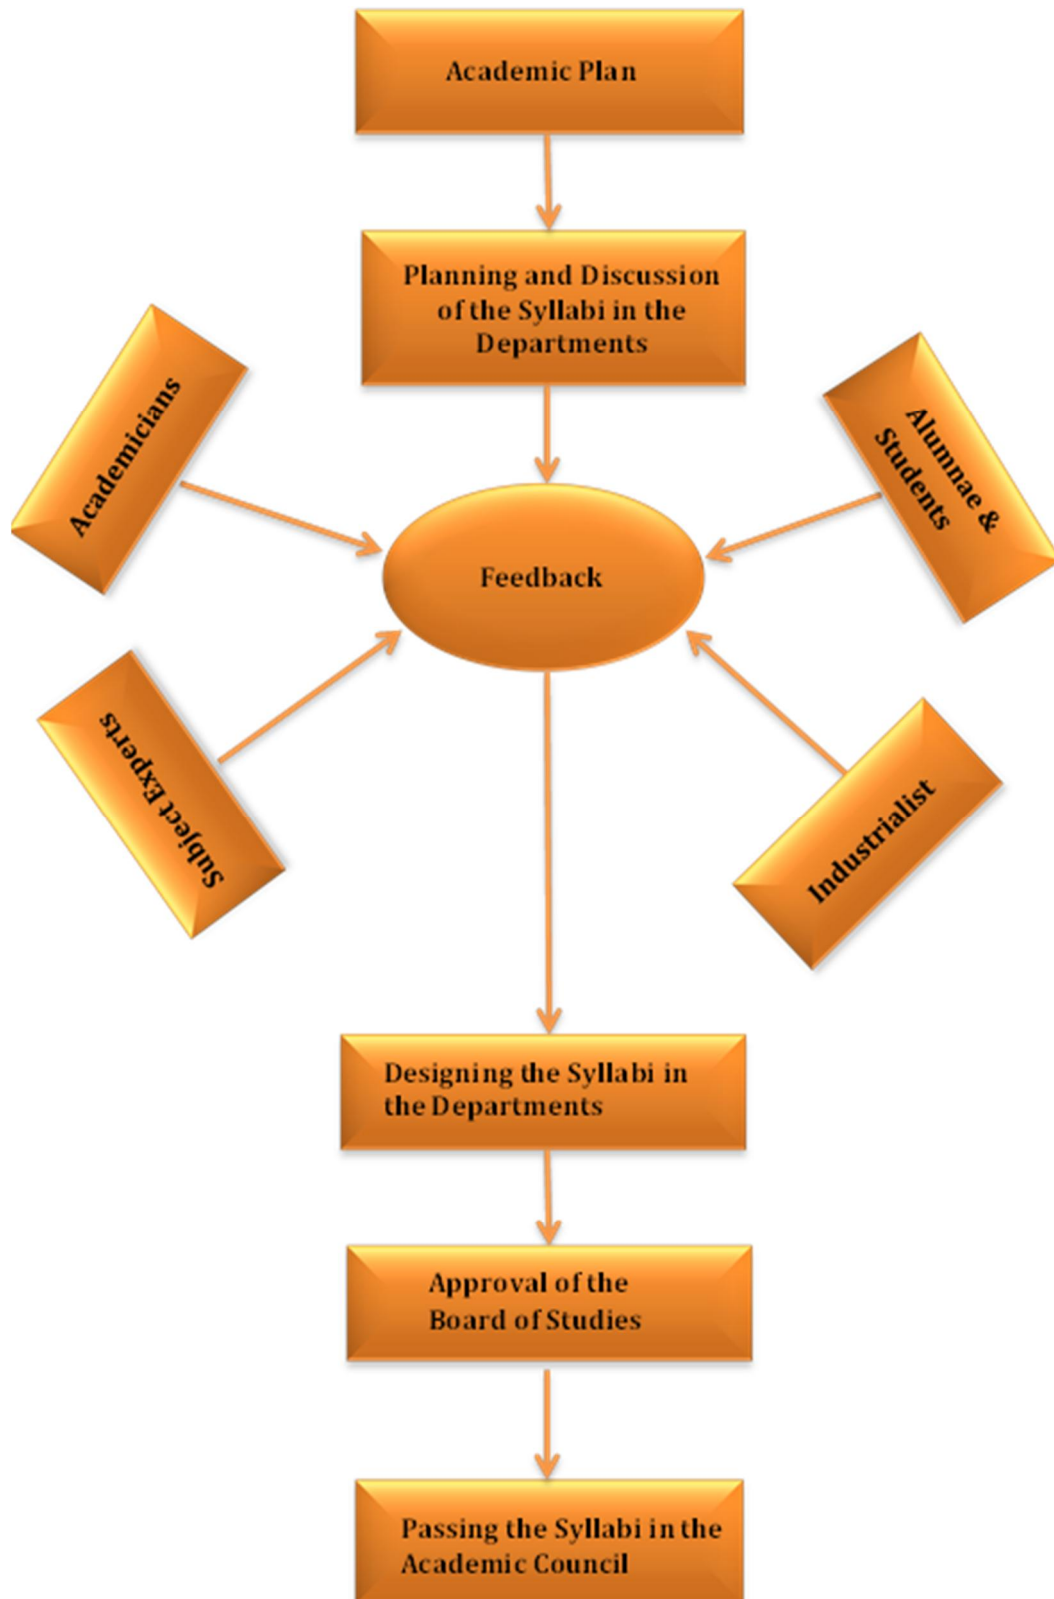 Academic Plan
Planning and Discussion
of the Syllabi in the
Departments
Academicians
Alumnae &
Students
Feedback
Subject Experts
Industrialist
Designing the Syllabi in
the Departments
Approval of the
Board of Studies
Passing the Syllabi in the
Academic Council